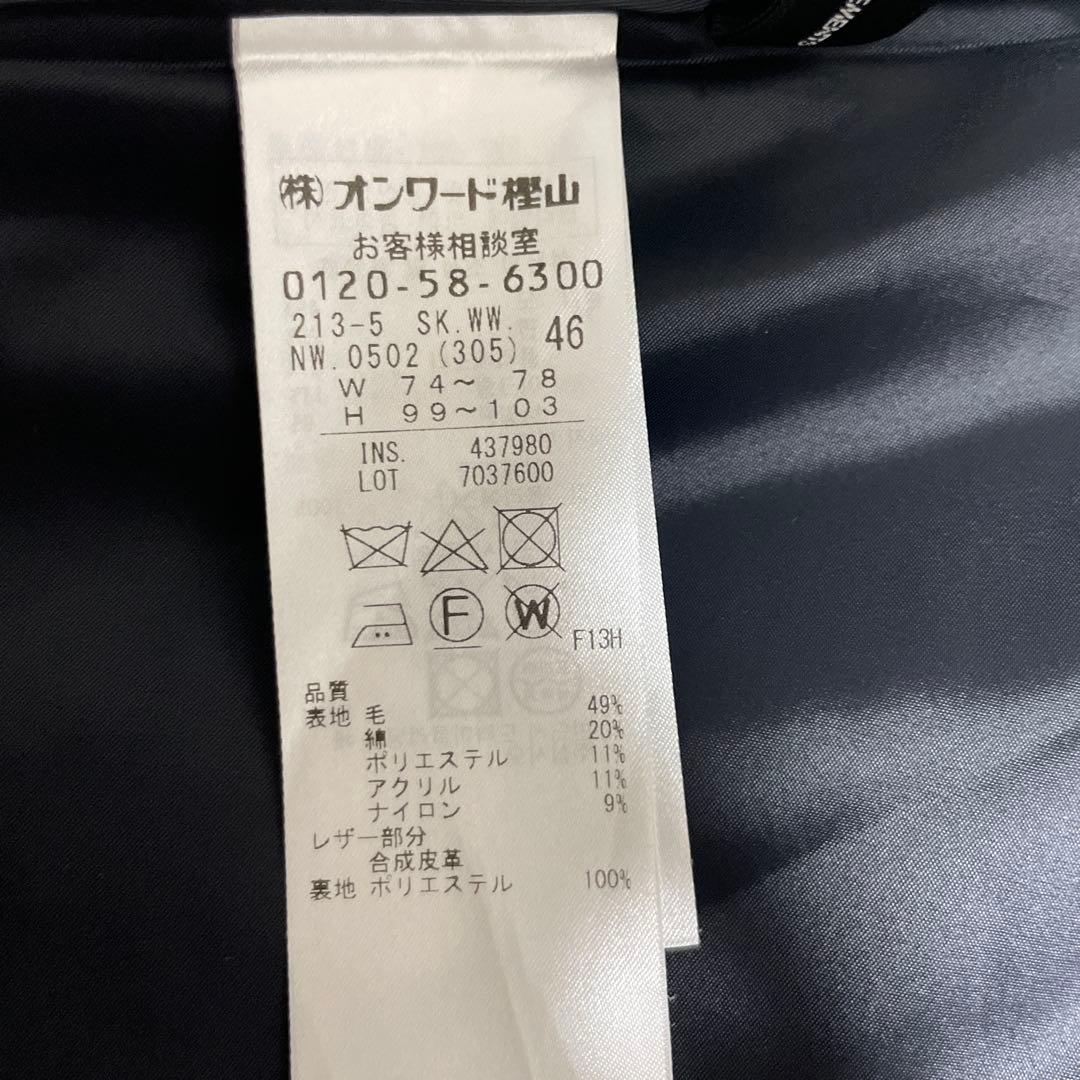 ㈱オンワード樫山
お客様相談室
0120-58-6300
213-5 SK.WW. 46
NW.0502 (305)
W 74～ 78
H 99～103
INS. 437980
LOT 7037600
F
W
F13H
品質
表地 毛 49%
綿 20%
ポリエステル 11%
アクリル 11%
ナイロン 9%
レザー部分
合成皮革
裏地 ポリエステル 100%